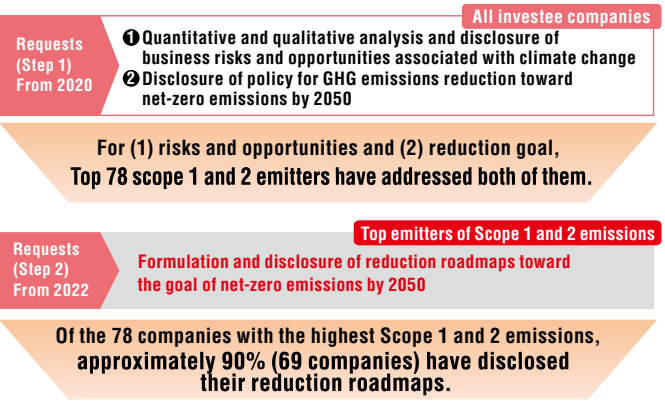 All investee companies
Requests
(Step 1)
From 2020
❶Quantitative and qualitative analysis and disclosure of
business risks and opportunities associated with climate change
❷Disclosure of policy for GHG emissions reduction toward
net-zero emissions by 2050
For (1) risks and opportunities and (2) reduction goal,
Top 78 scope 1 and 2 emitters have addressed both of them.
Top emitters of Scope 1 and 2 emissions
Requests
(Step 2)
From 2022
Formulation and disclosure of reduction roadmaps toward
the goal of net-zero emissions by 2050
Of the 78 companies with the highest Scope 1 and 2 emissions,
approximately 90% (69 companies) have disclosed
their reduction roadmaps.